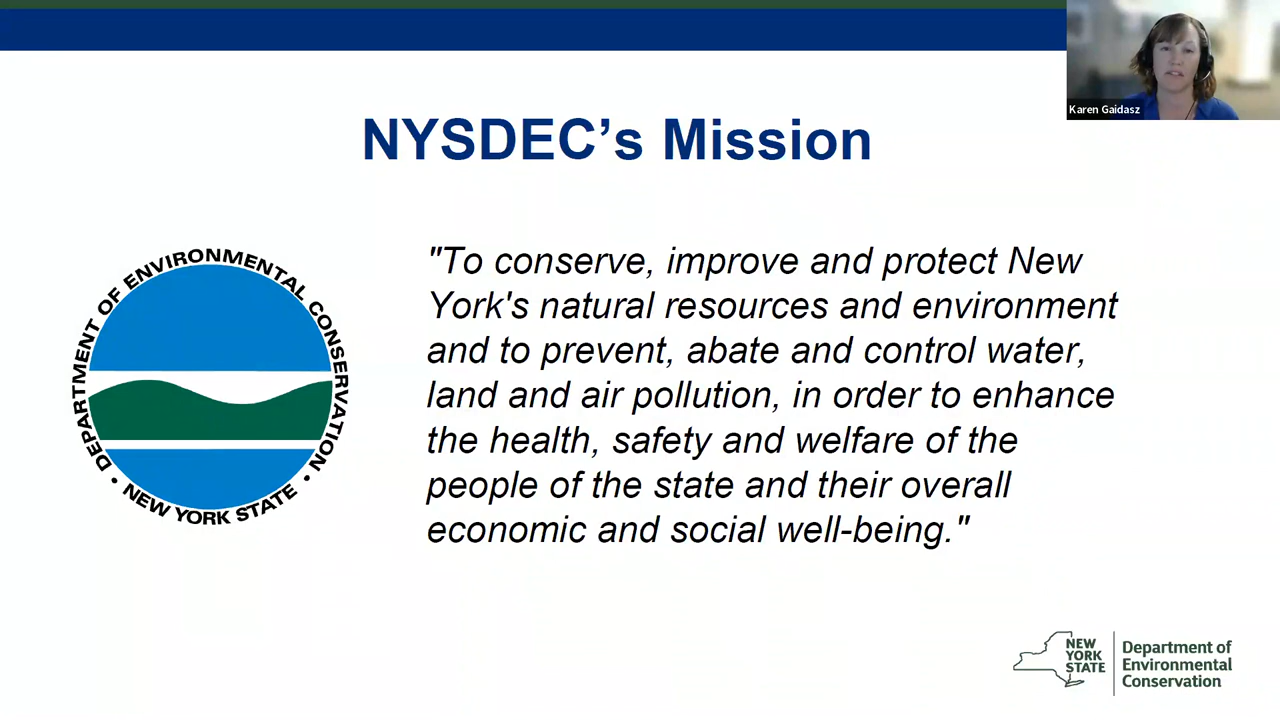 Karen Gaidasz
NYSDEC’s Mission
DEPARTMENT OF ENVIRONMENTAL CONSERVATION
• NEW YORK STATE •
"To conserve, improve and protect New
York's natural resources and environment
and to prevent, abate and control water,
land and air pollution, in order to enhance
the health, safety and welfare of the
people of the state and their overall
economic and social well-being."
NEW
YORK
STATE
Department of
Environmental
Conservation